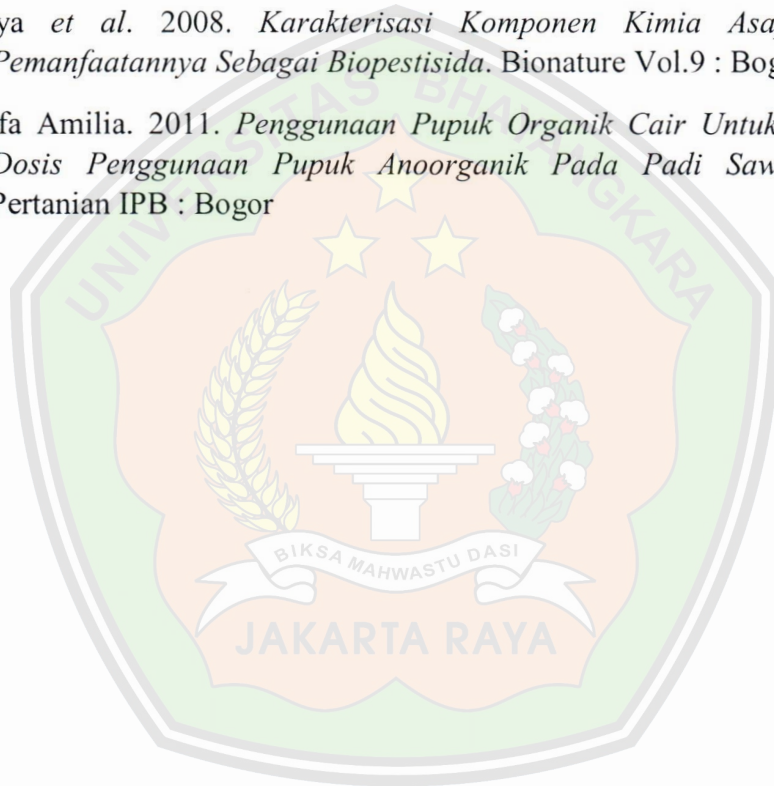 ya et al. 2008. Karakterisasi Komponen Kimia Asa
Pemanfaatannya Sebagai Biopestisida. Bionature Vol.9 : Bog
fa Amilia. 2011. Penggunaan Pupuk Organik Cair Untuk
Dosis Penggunaan Pupuk Anoorganik Pada Padi Saw
Pertanian IPB : Bogor
UNIVERSITAS BHAYANGKARA
BIKSA MAHWASTU DASI
JAKARTA RAYA